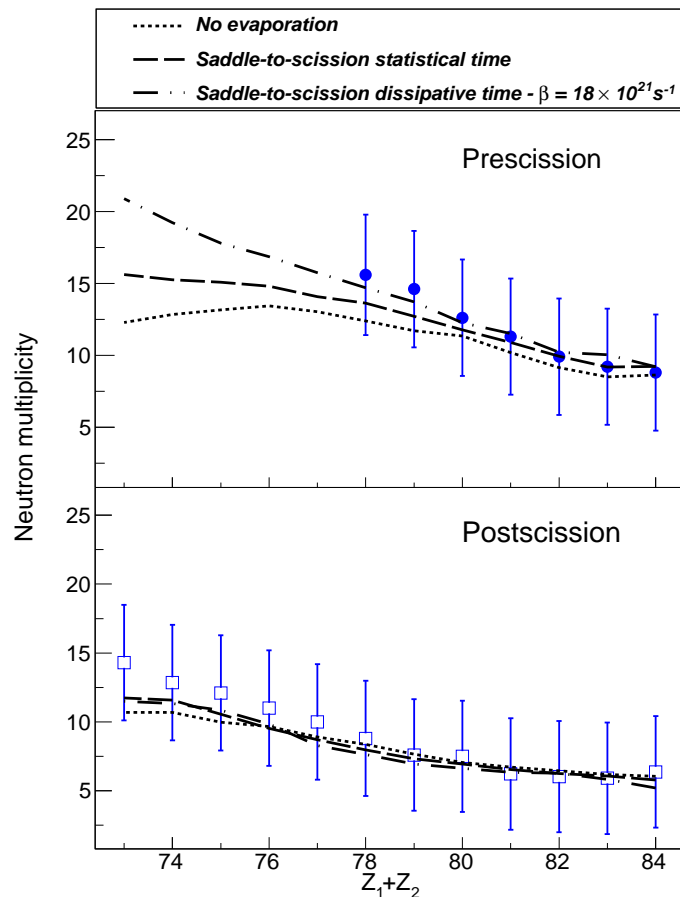 No evaporation
Saddle-to-scission statistical time
Saddle-to-scission dissipative time - β = 18 × 10²¹s⁻¹
Prescission
25
20
15
10
5
Neutron multiplicity
Postscission
25
20
15
10
5
74 76 78 80 82 84
Z₁+Z₂